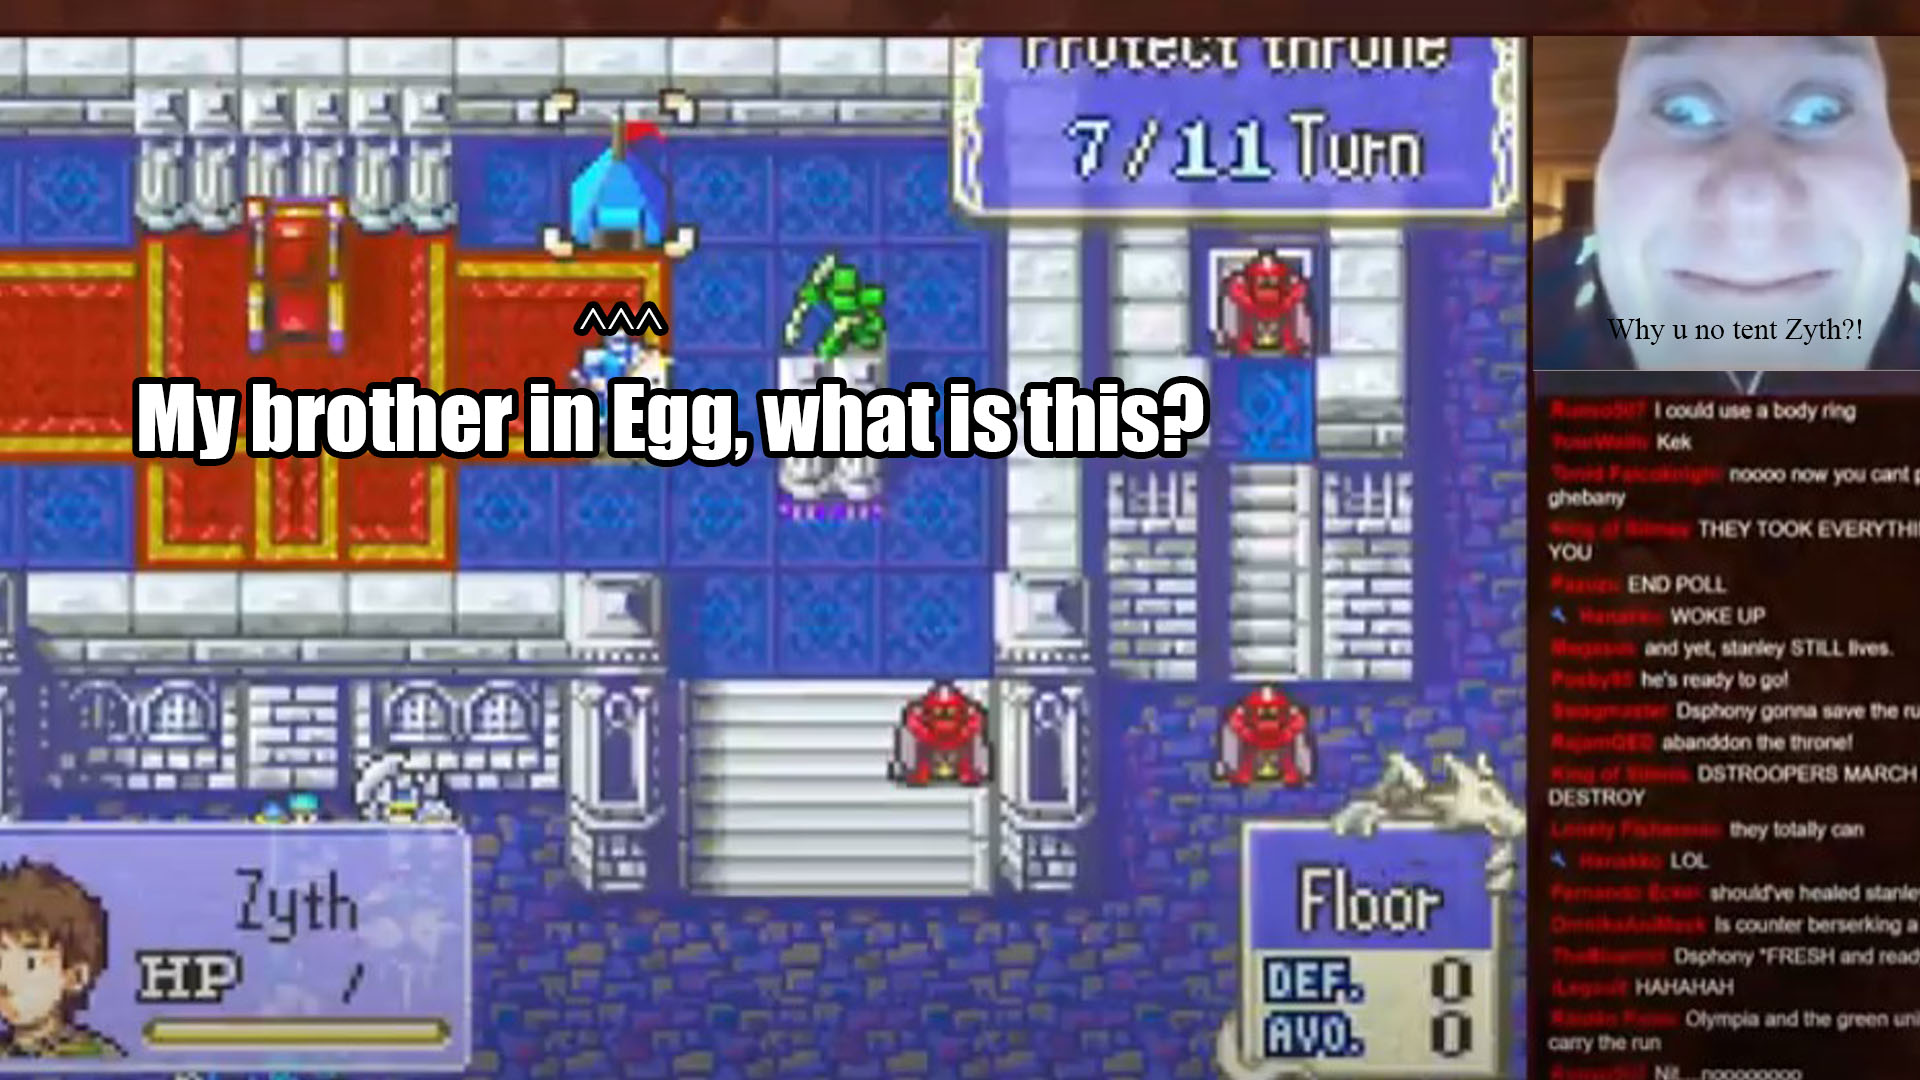 Protect throne
7/11 Turn
^^^
My brother in Egg, what is this?
Why u no tent Zyth?!
I could use a body ring
Kek
noooo now you cant p
ghebany
THEY TOOK EVERYTHI
YOU
END POLL
WOKE UP
and yet, stanley STILL lives.
he's ready to go!
Dsphony gonna save the ru
abanddon the throne!
DSTROOPERS MARCH
DESTROY
they totally can
LOL
should've healed stanley
Is counter berserking a
Dsphony *FRESH and read
HAHAHAH
Olympia and the green uni
carry the run
Zyth
HP /
Floor
DEF. 0
AVO. 0